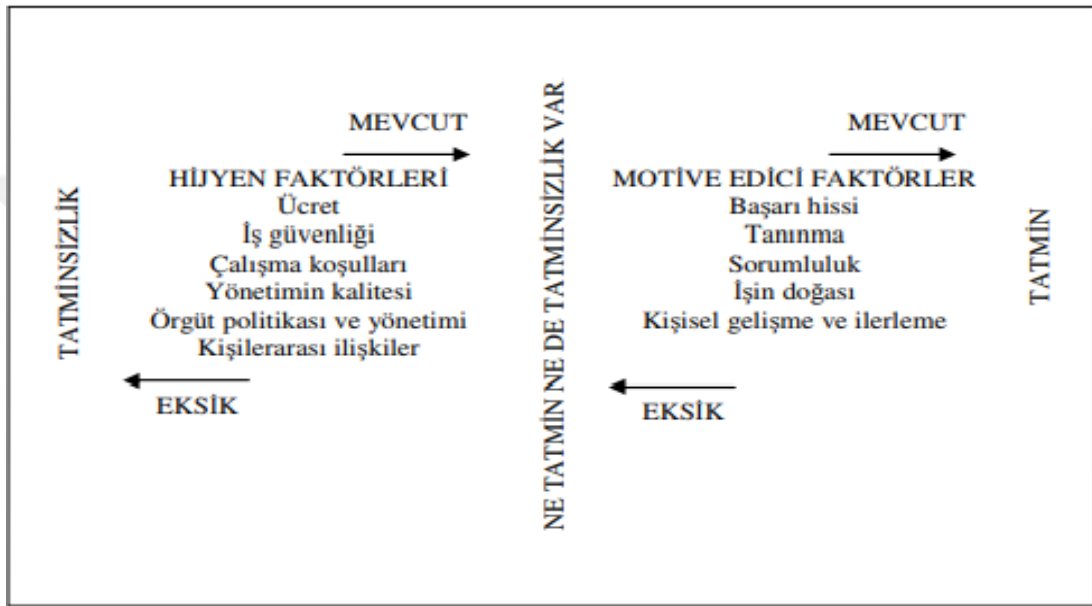 TATMİNSİZLİK
MEVCUT
HİJYEN FAKTÖRLERİ
Ücret
İş güvenliği
Çalışma koşulları
Yönetimin kalitesi
Örgüt politikası ve yönetimi
Kişilerarası ilişkiler
EKSİK
NE TATMİN NE DE TATMİNSİZLİK VAR
MEVCUT
MOTİVE EDİCİ FAKTÖRLER
Başarı hissi
Tanınma
Sorumluluk
İşin doğası
Kişisel gelişme ve ilerleme
EKSİK
TATMİN